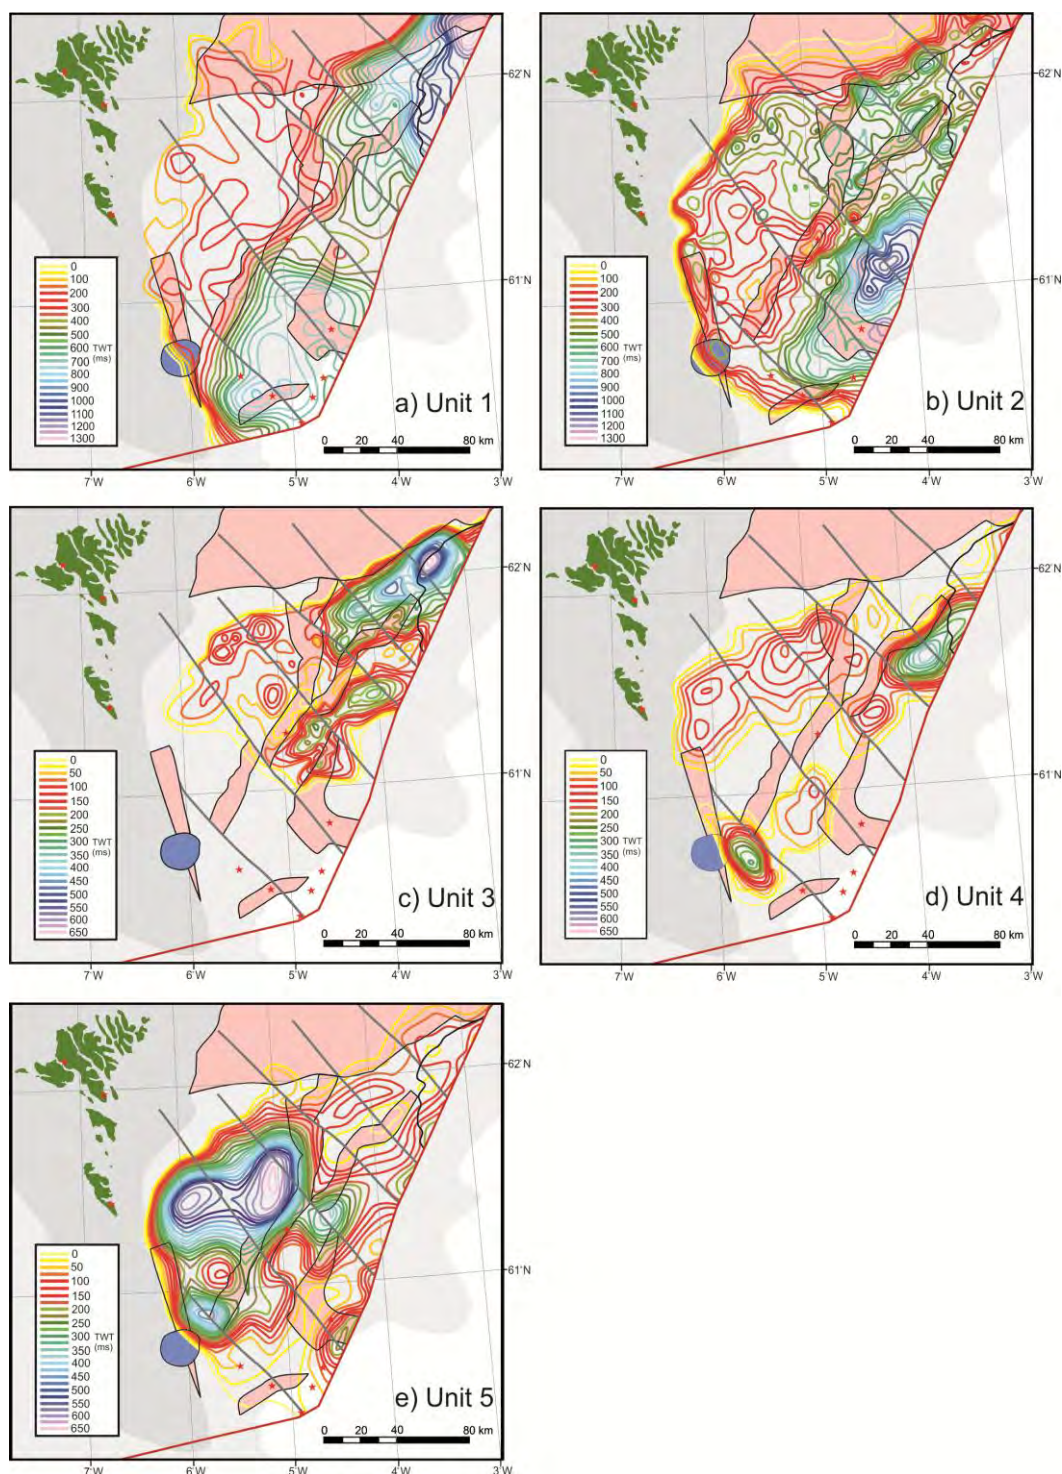 62°N
61°N
0
100
200
300
400
500
600 TWT
700 (ms)
800
900
1000
1100
1200
1300
a) Unit 1
0 20 40 80 km
7°W 6°W 5°W 4°W 3°W
62°N
61°N
0
100
200
300
400
500
600 TWT
700 (ms)
800
900
1000
1100
1200
1300
b) Unit 2
0 20 40 80 km
7°W 6°W 5°W 4°W 3°W
62°N
61°N
0
50
100
150
200
250
300 TWT
350 (ms)
400
450
500
550
600
650
c) Unit 3
0 20 40 80 km
7°W 6°W 5°W 4°W 3°W
62°N
61°N
0
50
100
150
200
250
300 TWT
350 (ms)
400
450
500
550
600
650
d) Unit 4
0 20 40 80 km
7°W 6°W 5°W 4°W 3°W
62°N
61°N
0
50
100
150
200
250
300 TWT
350 (ms)
400
450
500
550
600
650
e) Unit 5
0 20 40 80 km
7°W 6°W 5°W 4°W 3°W